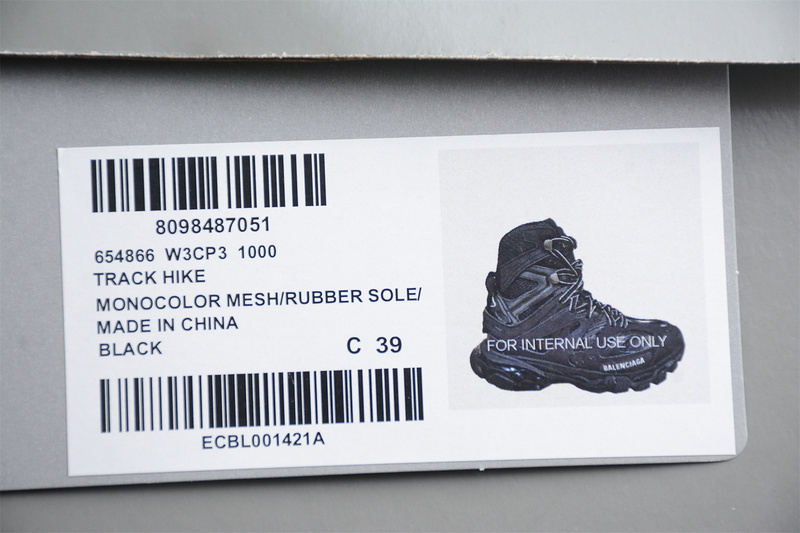 8098487051
654866 W3CP3 1000
TRACK HIKE
MONOCOLOR MESH/RUBBER SOLE/
MADE IN CHINA
BLACK C 39
ECBL001421A
FOR INTERNAL USE ONLY
BALENCIAGA